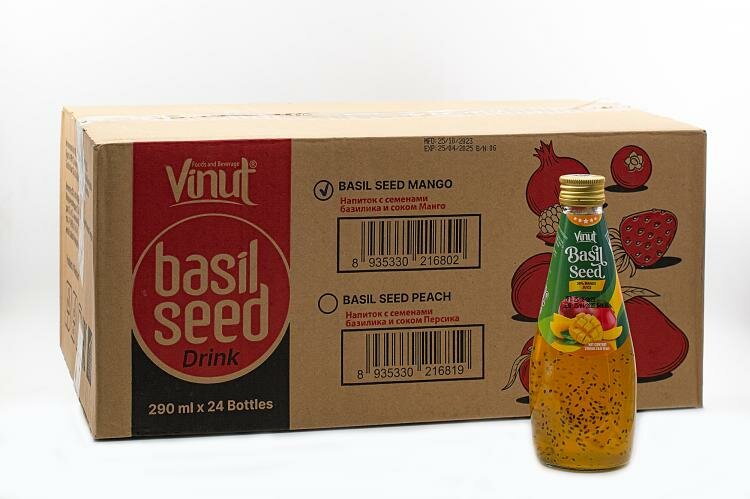 MFD: 25/10/2023
EXP: 25/04/2025 B/N:06
Foods and Beverage
Vinut®
basil
seed
Drink
290 ml x 24 Bottles
BASIL SEED MANGO
Напиток с семенами
базилика и соком Манго
8 935330 216802
BASIL SEED PEACH
Напиток с семенами
базилика и соком Персика
8 935330 216819
Vinut
Basil
Seed
JUICE